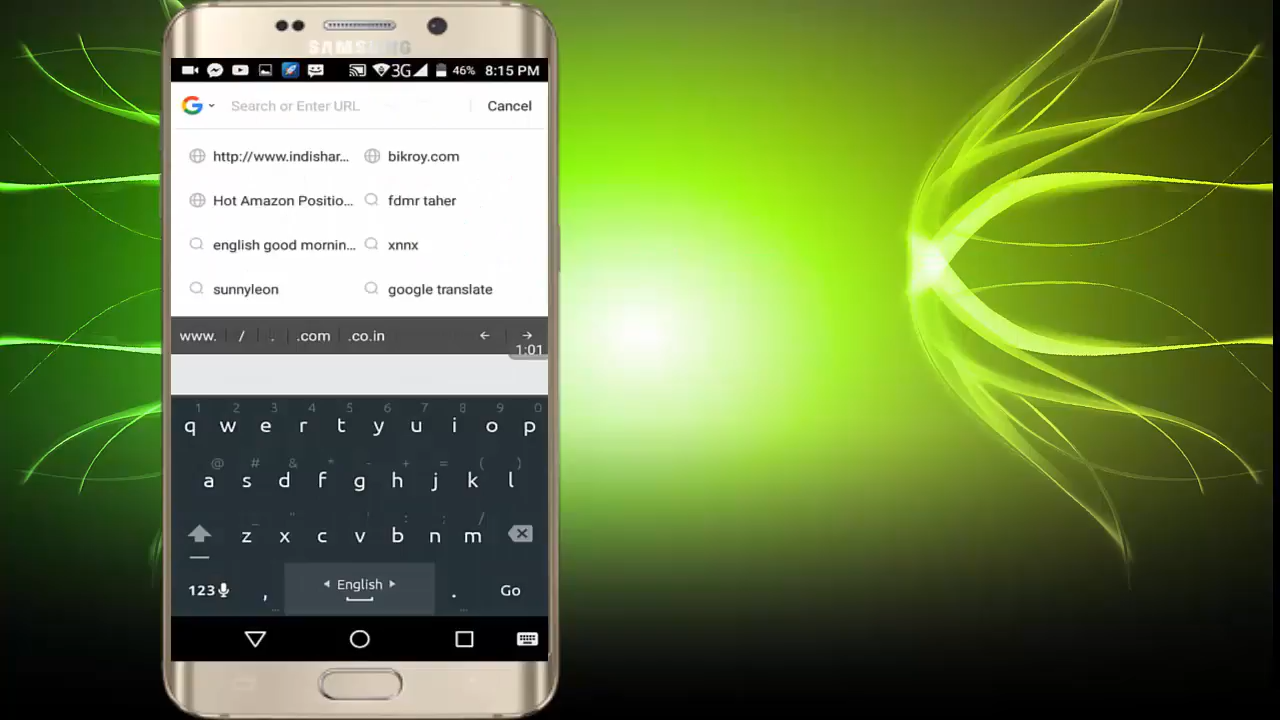 SAMSUNG
3G 46% 8:15 PM
Search or Enter URL Cancel
http://www.indishar... bikroy.com
Hot Amazon Positio... fdmr taher
english good mornin... xnnx
sunnyleon google translate
www. / . .com .co.in ← →
1:01
1 2 3 4 5 6 7 8 9 0
q w e r t y u i o p
@ # & * - + = ( )
a s d f g h j k l
_ " ' : ; /
z x c v b n m
123 , English . Go